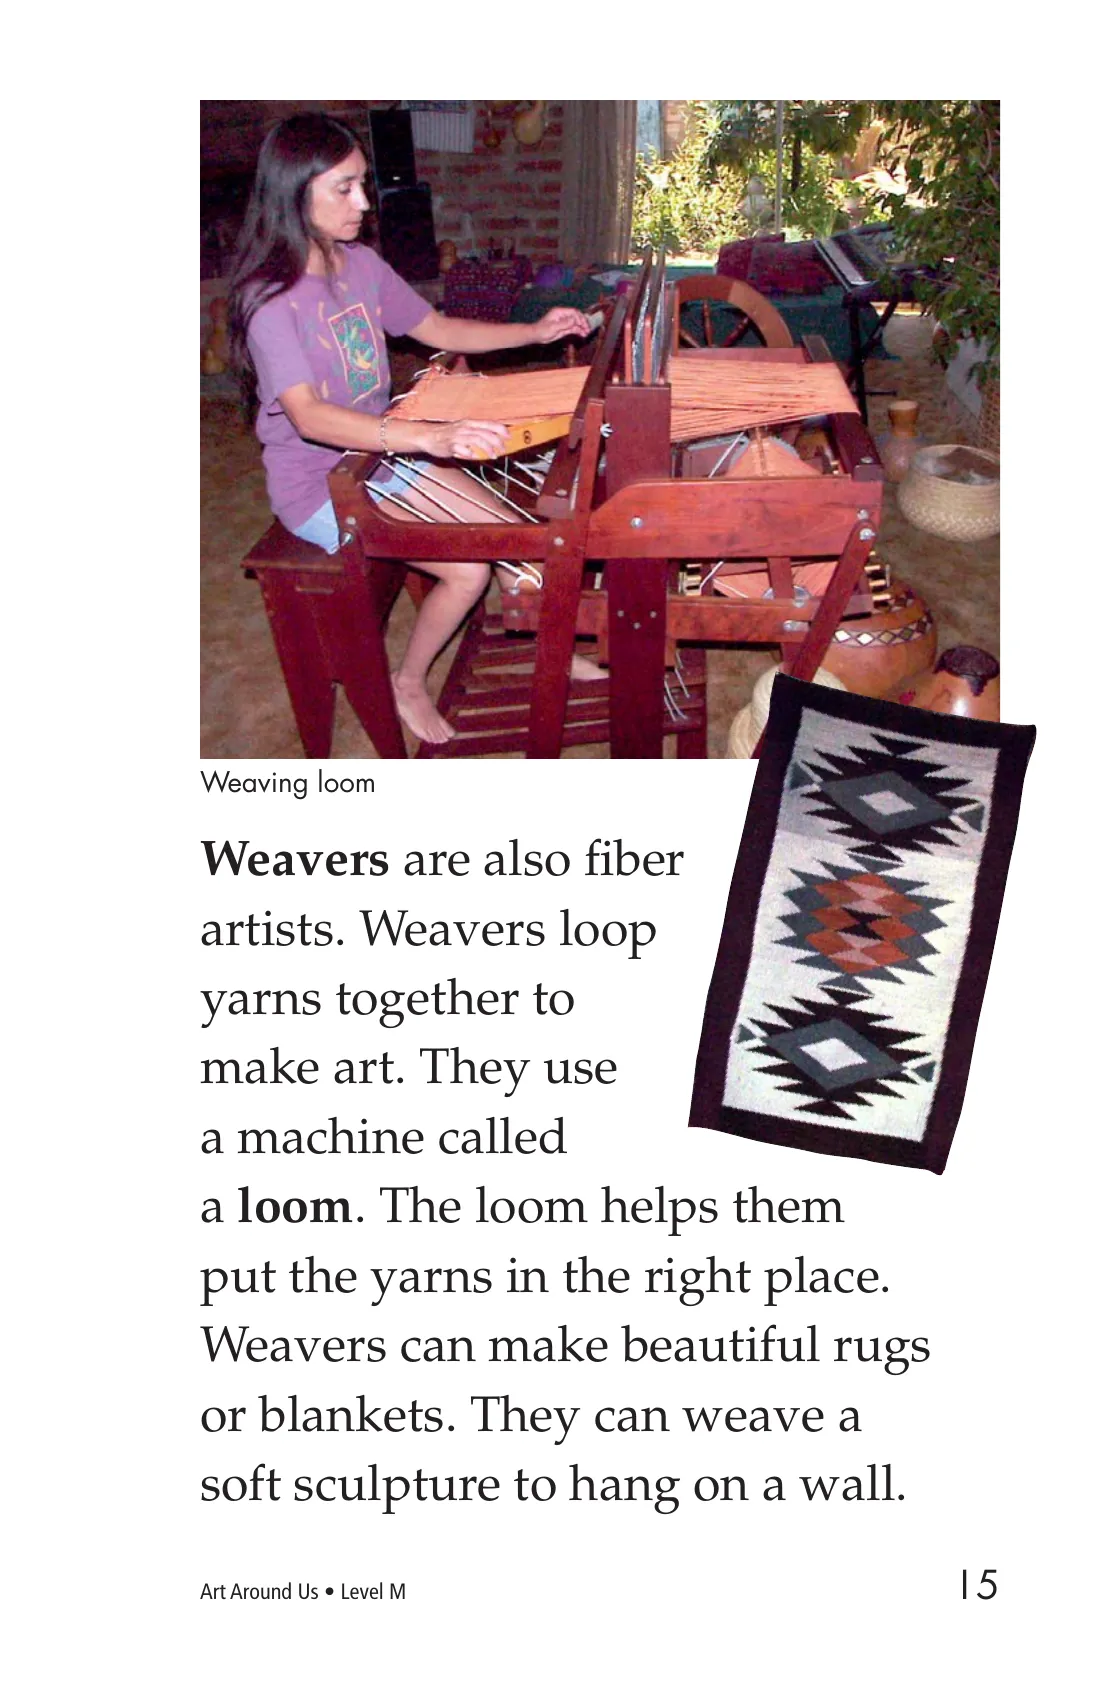 Weaving loom
Weavers are also fiber
artists. Weavers loop
yarns together to
make art. They use
a machine called
a loom. The loom helps them
put the yarns in the right place.
Weavers can make beautiful rugs
or blankets. They can weave a
soft sculpture to hang on a wall.
Art Around Us • Level M
15